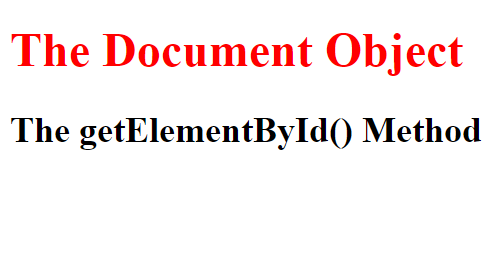 The Document Object
The getElementById() Method